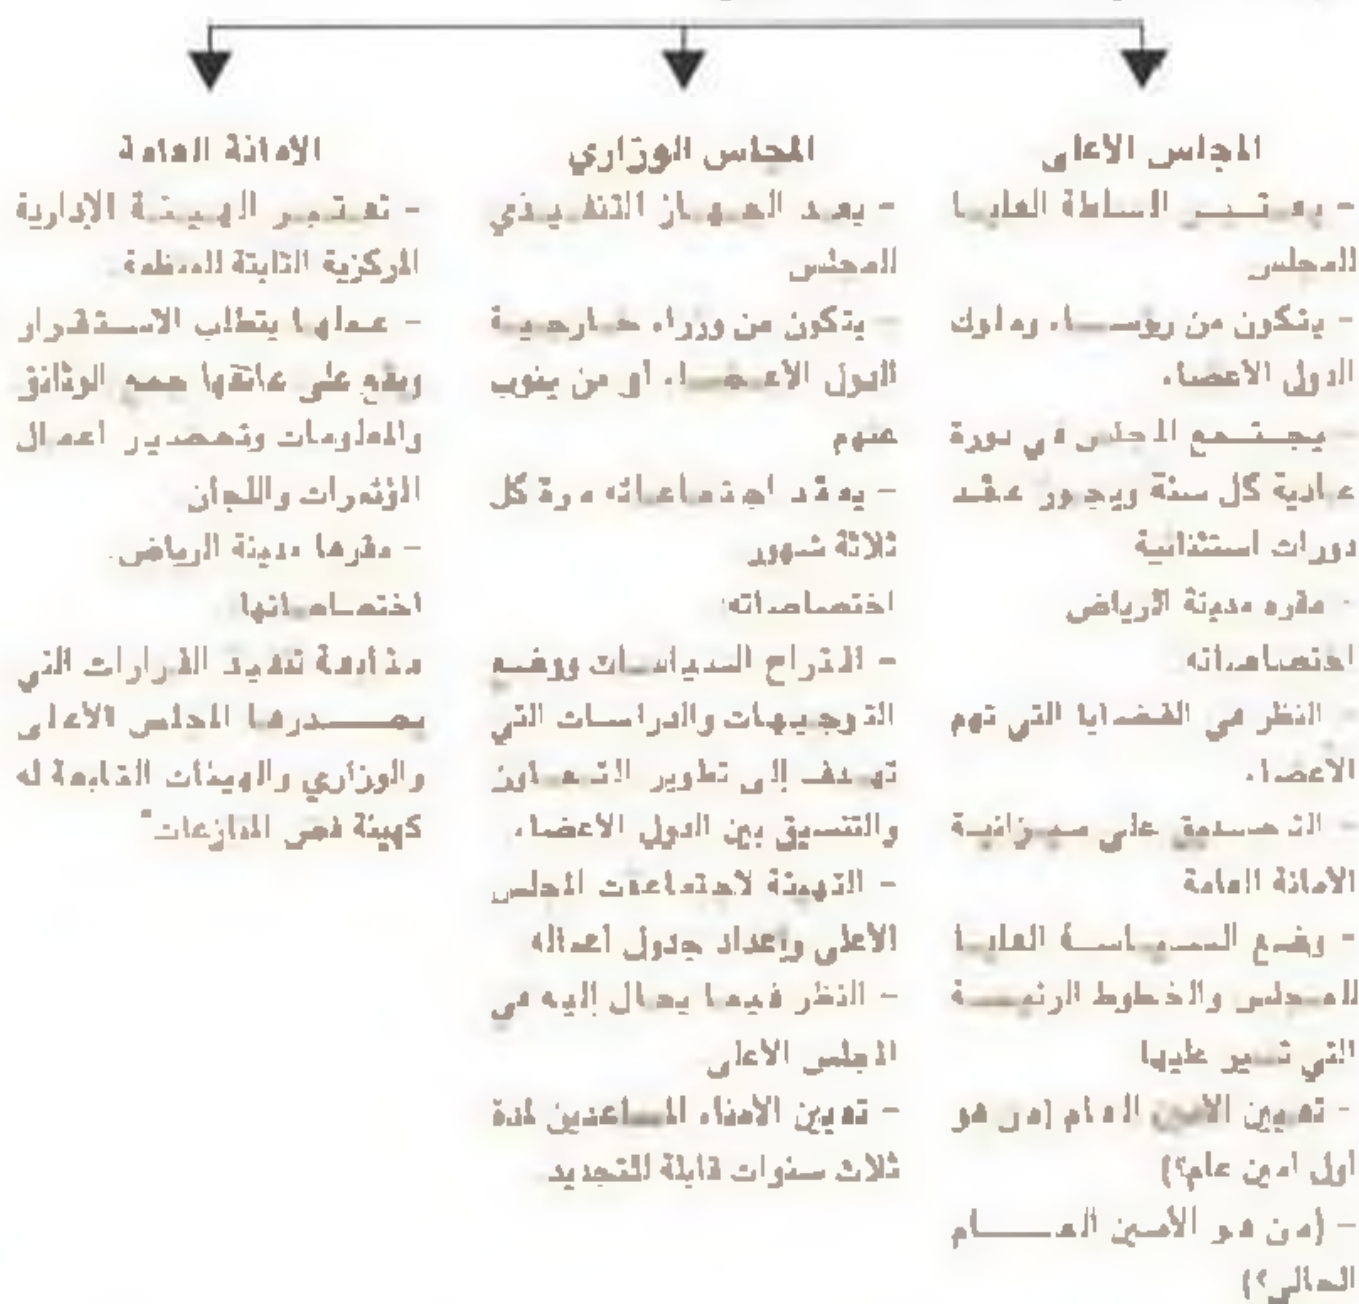 المجلس الأعلى
- يعتبر السلطة العليا
للمجلس
- يتكون من رؤساء وملوك
الدول الأعضاء
- يجتمع المجلس في دورة
عادية كل سنة ويجوز عقد
دورات استثنائية
- مقره مدينة الرياض
اختصاصاته
- النظر في القضايا التي تهم
الأعضاء
- التصديق على ميزانية
الأمانة العامة
- وضع السياسة العليا
للمجلس والخطوط الرئيسة
التي تسير عليها
- تعيين الأمين العام (من هو
أول أمين عام؟)
- (من هو الأمين العام
الحالي؟)
المجلس الوزاري
- يعد الجهاز التنفيذي
للمجلس
- يتكون من وزراء خارجية
الدول الأعضاء أو من ينوب
عنهم
- يعقد اجتماعاته مرة كل
ثلاثة شهور
اختصاصاته:
- اقتراح السياسات ووضع
التوجيهات والدراسات التي
تهدف إلى تطوير التعاون
والتنسيق بين الدول الأعضاء
- التهيئة لاجتماعات المجلس
الأعلى وإعداد جدول أعماله
- النظر فيما يحال إليه من
المجلس الأعلى
- تعيين الأمناء المساعدين لمدة
ثلاث سنوات قابلة للتجديد
الأمانة العامة
- تعتبر الهيئة الإدارية
المركزية الثابتة للمنظمة.
- عملها يتطلب الاستقرار
ويقع على عاتقها جمع الوثائق
والمعلومات وتحضير أعمال
المؤتمرات واللجان
- مقرها مدينة الرياض.
اختصاصاتها
متابعة تنفيذ القرارات التي
يصدرها المجلس الأعلى
والوزاري والهيئات التابعة له
كهيئة فض المنازعات"